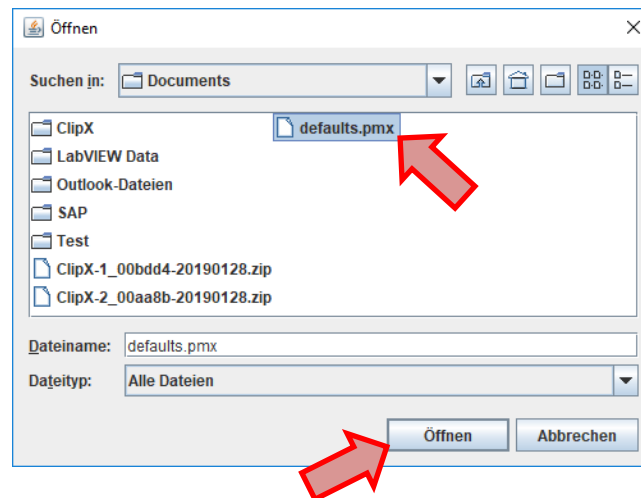 Öffnen
Suchen in: Documents
ClipX
defaults.pmx
LabVIEW Data
Outlook-Dateien
SAP
Test
ClipX-1_00bdd4-20190128.zip
ClipX-2_00aa8b-20190128.zip
Dateiname: defaults.pmx
Dateityp: Alle Dateien
Öffnen Abbrechen